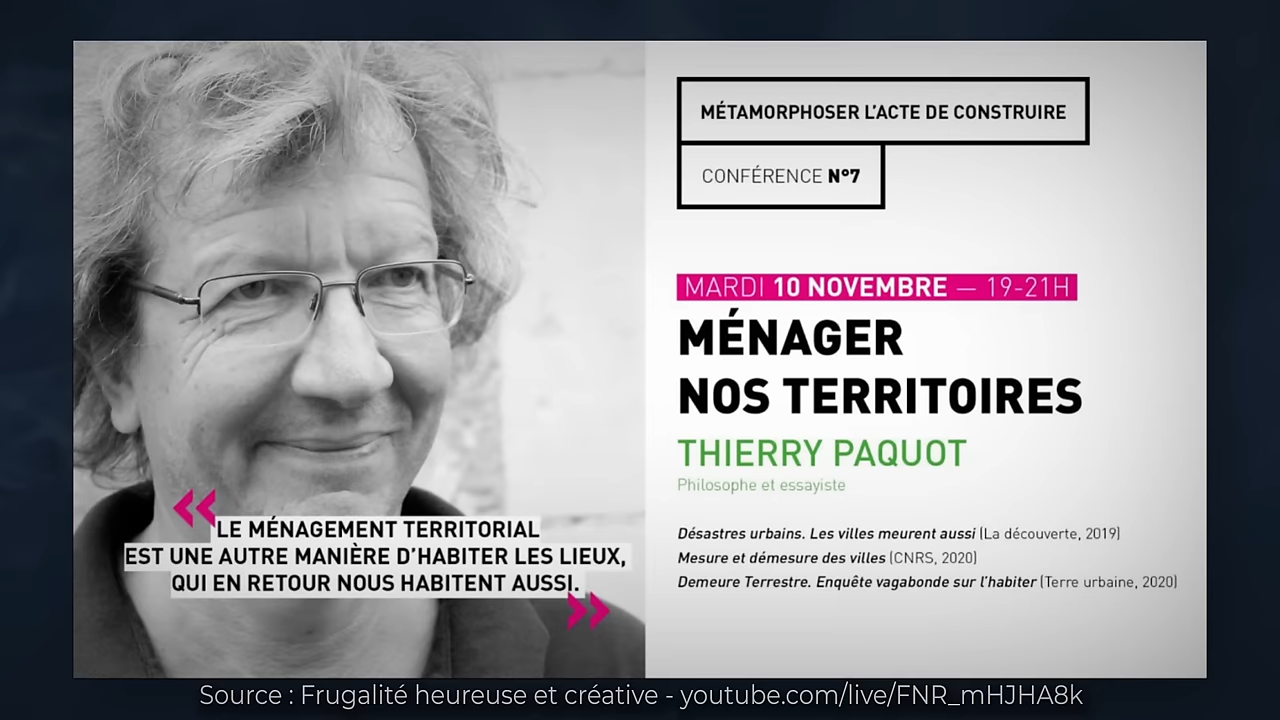 MÉTAMORPHOSER L'ACTE DE CONSTRUIRE
CONFÉRENCE N°7
MARDI 10 NOVEMBRE — 19-21H
MÉNAGER
NOS TERRITOIRES
THIERRY PAQUOT
Philosophe et essayiste
Désastres urbains. Les villes meurent aussi (La découverte, 2019)
Mesure et démesure des villes (CNRS, 2020)
Demeure Terrestre. Enquête vagabonde sur l'habiter (Terre urbaine, 2020)
« LE MÉNAGEMENT TERRITORIAL
EST UNE AUTRE MANIÈRE D'HABITER LES LIEUX,
QUI EN RETOUR NOUS HABITENT AUSSI. »
Source : Frugalité heureuse et créative - youtube.com/live/FNR_mHJHA8k